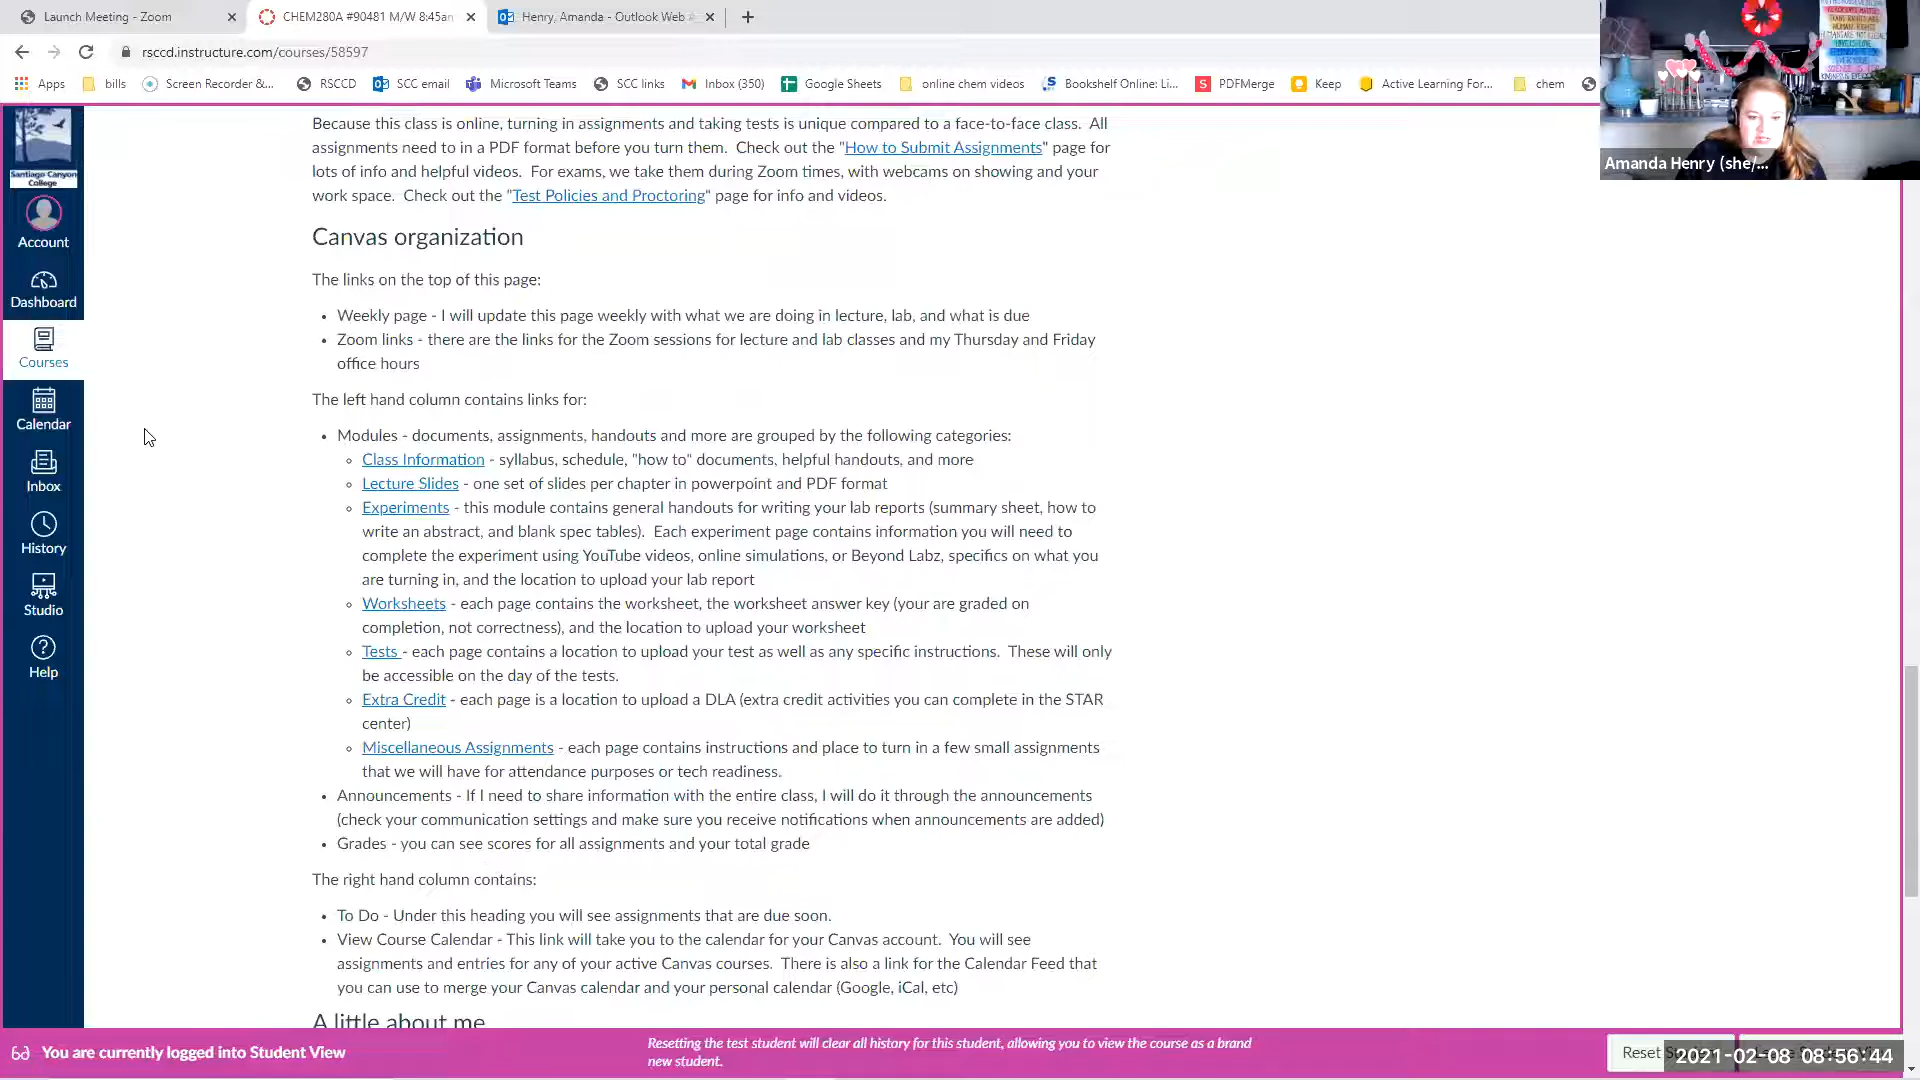 Launch Meeting - Zoom
CHEM280A #90481 M/W 8:45am
Henry, Amanda - Outlook Web
rsccd.instructure.com/courses/58597
Apps
bills
Screen Recorder &...
RSCCD
SCC email
Microsoft Teams
SCC links
Inbox (350)
Google Sheets
online chem videos
Bookshelf Online: Li...
PDFMerge
Keep
Active Learning For...
chem
Amanda Henry (she/...
Santiago Canyon
College
Account
Dashboard
Courses
Calendar
Inbox
History
Studio
Help
Because this class is online, turning in assignments and taking tests is unique compared to a face-to-face class. All
assignments need to in a PDF format before you turn them. Check out the "How to Submit Assignments" page for
lots of info and helpful videos. For exams, we take them during Zoom times, with webcams on showing and your
work space. Check out the "Test Policies and Proctoring" page for info and videos.
Canvas organization
The links on the top of this page:
• Weekly page - I will update this page weekly with what we are doing in lecture, lab, and what is due
• Zoom links - there are the links for the Zoom sessions for lecture and lab classes and my Thursday and Friday
office hours
The left hand column contains links for:
• Modules - documents, assignments, handouts and more are grouped by the following categories:
◦ Class Information - syllabus, schedule, "how to" documents, helpful handouts, and more
◦ Lecture Slides - one set of slides per chapter in powerpoint and PDF format
◦ Experiments - this module contains general handouts for writing your lab reports (summary sheet, how to
write an abstract, and blank spec tables). Each experiment page contains information you will need to
complete the experiment using YouTube videos, online simulations, or Beyond Labz, specifics on what you
are turning in, and the location to upload your lab report
◦ Worksheets - each page contains the worksheet, the worksheet answer key (your are graded on
completion, not correctness), and the location to upload your worksheet
◦ Tests - each page contains a location to upload your test as well as any specific instructions. These will only
be accessible on the day of the tests.
◦ Extra Credit - each page is a location to upload a DLA (extra credit activities you can complete in the STAR
center)
◦ Miscellaneous Assignments - each page contains instructions and place to turn in a few small assignments
that we will have for attendance purposes or tech readiness.
• Announcements - If I need to share information with the entire class, I will do it through the announcements
(check your communication settings and make sure you receive notifications when announcements are added)
• Grades - you can see scores for all assignments and your total grade
The right hand column contains:
• To Do - Under this heading you will see assignments that are due soon.
• View Course Calendar - This link will take you to the calendar for your Canvas account. You will see
assignments and entries for any of your active Canvas courses. There is also a link for the Calendar Feed that
you can use to merge your Canvas calendar and your personal calendar (Google, iCal, etc)
A little about me
You are currently logged into Student View
Resetting the test student will clear all history for this student, allowing you to view the course as a brand
new student.
Reset
2021-02-08 08:56:44